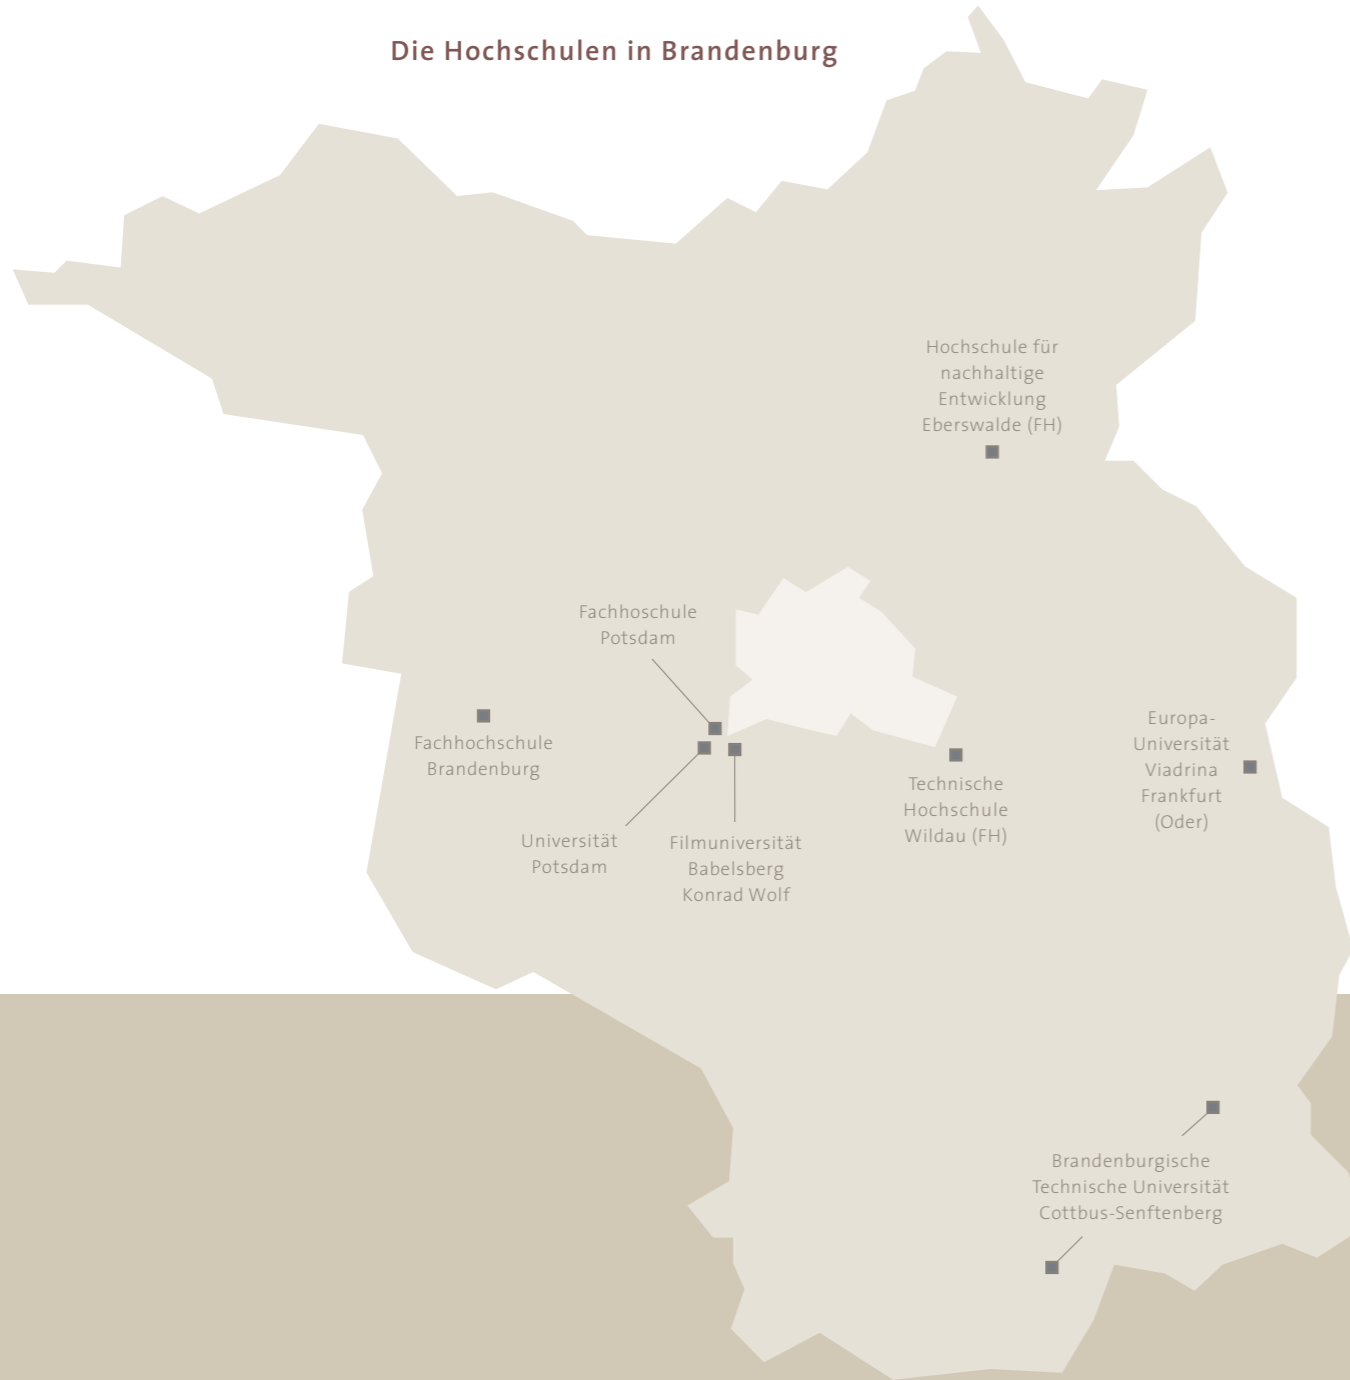 Die Hochschulen in Brandenburg
Hochschule für
nachhaltige
Entwicklung
Eberswalde (FH)
Fachhoschule
Potsdam
Fachhochschule
Brandenburg
Universität
Potsdam
Filmuniversität
Babelsberg
Konrad Wolf
Technische
Hochschule
Wildau (FH)
Europa-
Universität
Viadrina
Frankfurt
(Oder)
Brandenburgische
Technische Universität
Cottbus-Senftenberg